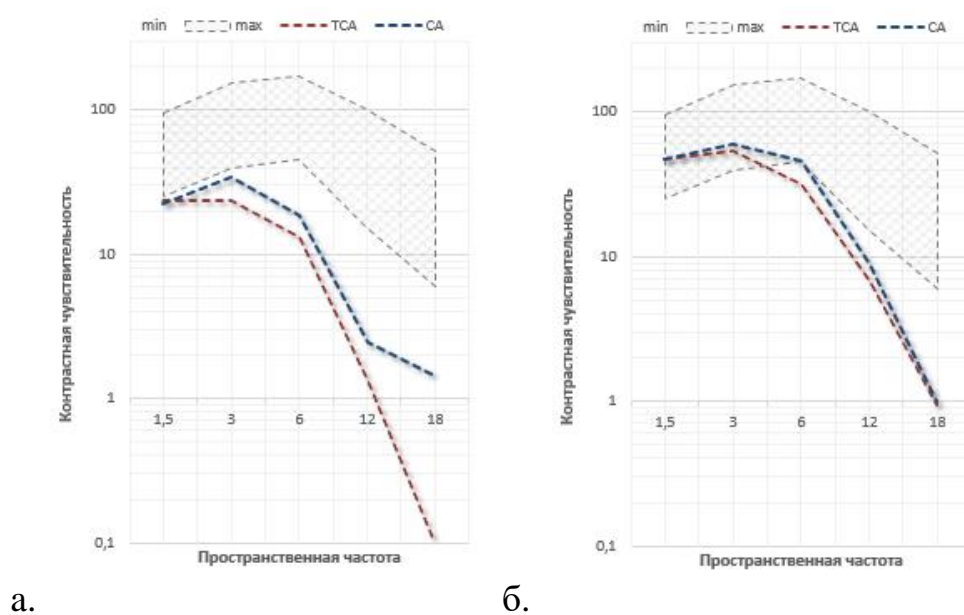 min max TCA CA
100
10
1
0,1
1,5 3 6 12 18
Контрастная чувствительность
Пространственная частота
а.
min max TCA CA
100
10
1
0,1
1,5 3 6 12 18
Контрастная чувствительность
Пространственная частота
б.